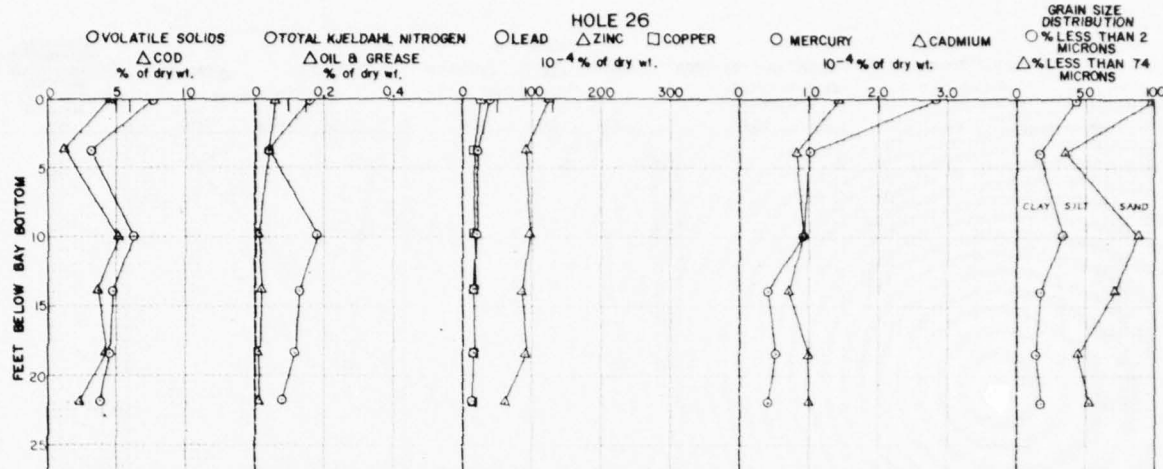 HOLE 26
○ VOLATILE SOLIDS
△ COD
% of dry wt.
○ TOTAL KJELDAHL NITROGEN
△ OIL & GREASE
% of dry wt.
○ LEAD △ ZINC □ COPPER
10⁻⁴ % of dry wt.
○ MERCURY △ CADMIUM
10⁻⁴ % of dry wt.
GRAIN SIZE
DISTRIBUTION
○ % LESS THAN 2
MICRONS
△ % LESS THAN 74
MICRONS
0 5 10 0 0.2 0.4 0 100 200 300 0 1.0 2.0 3.0 0 50 100
FEET BELOW BAY BOTTOM
0
5
10
15
20
25
CLAY SILT SAND